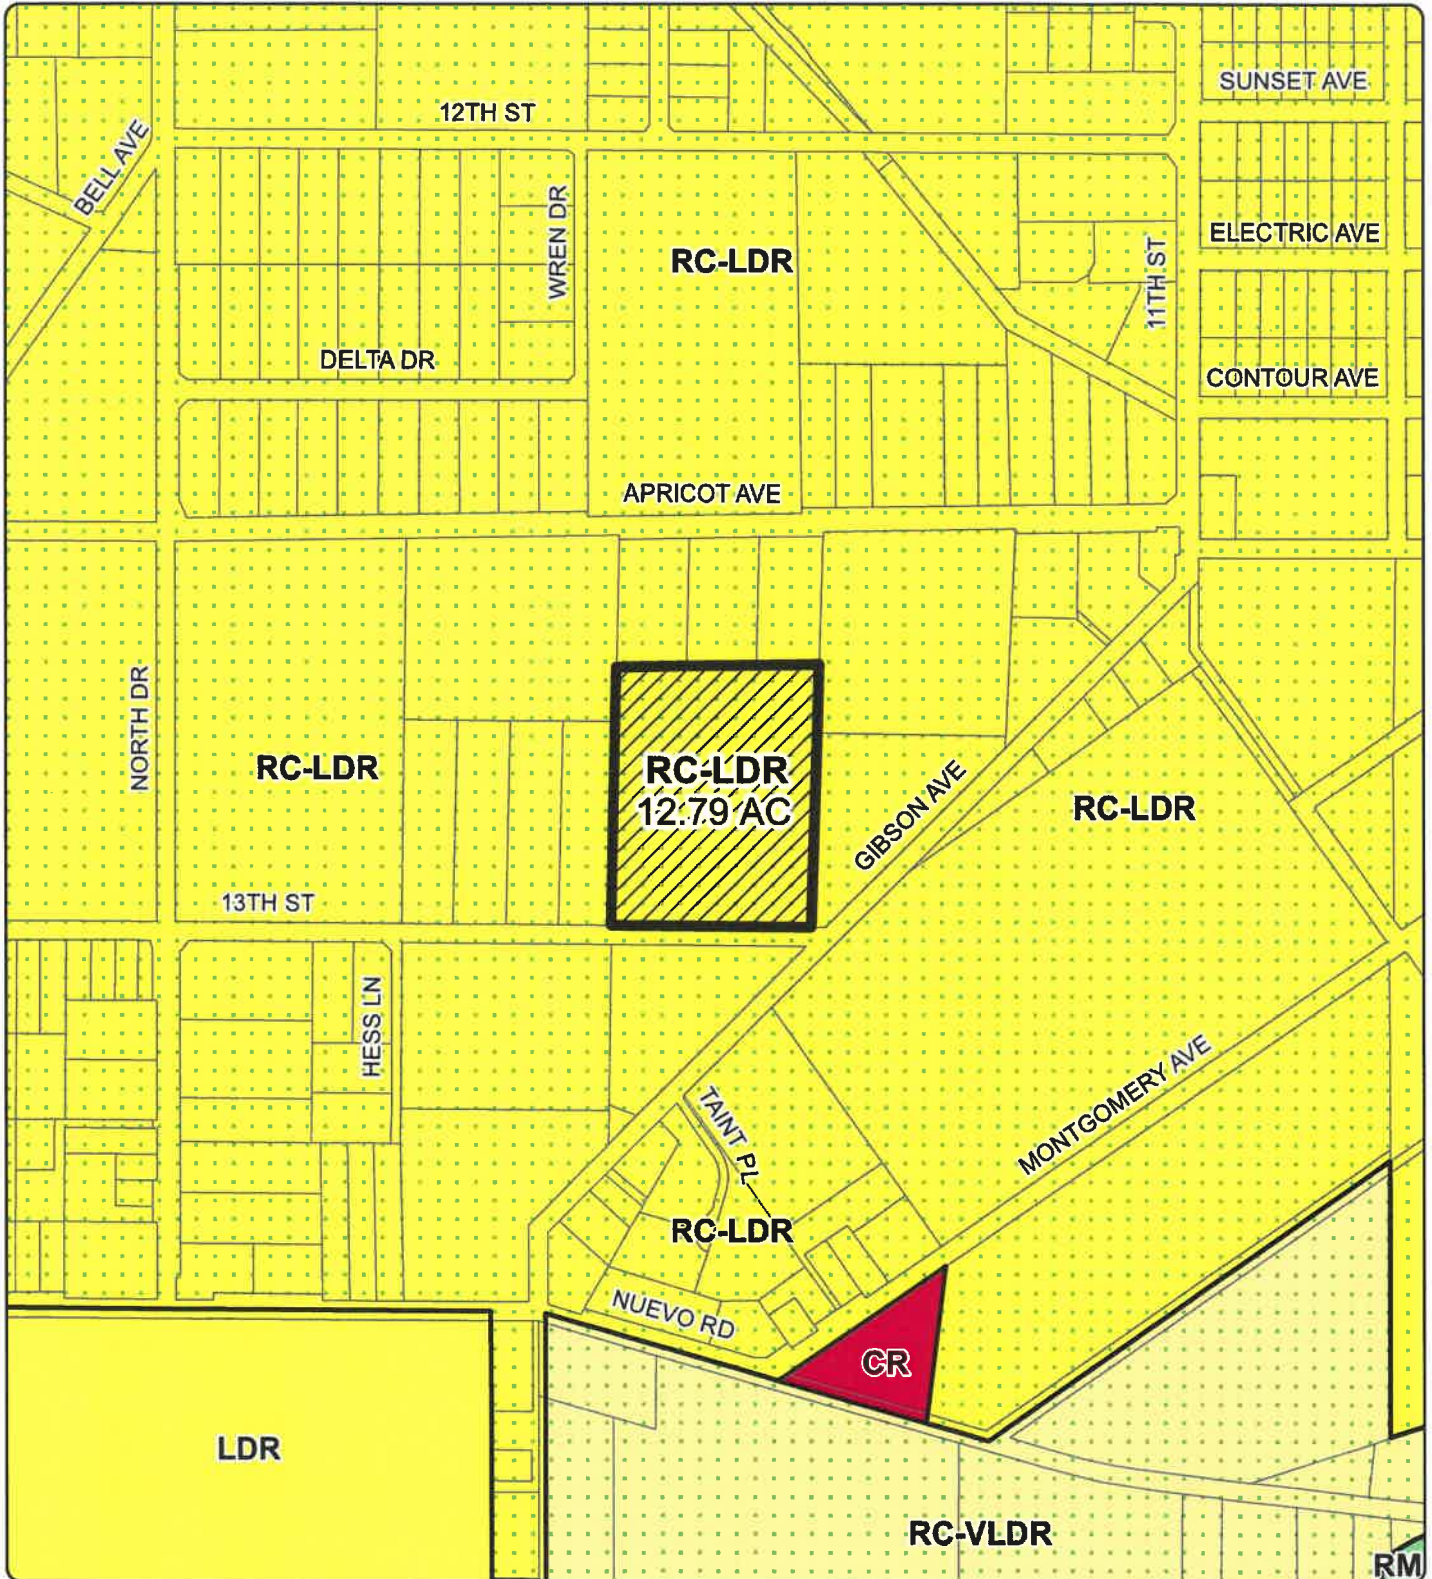 SUNSET AVE
12TH ST
BELL AVE
WREN DR
ELECTRIC AVE
RC-LDR
11TH ST
DELTA DR
CONTOUR AVE
APRICOT AVE
NORTH DR
RC-LDR
RC-LDR
12.79 AC
GIBSON AVE
RC-LDR
13TH ST
HESS LN
TAINT PL
MONTGOMERY AVE
RC-LDR
NUEVO RD
CR
LDR
RC-VLDR
RM